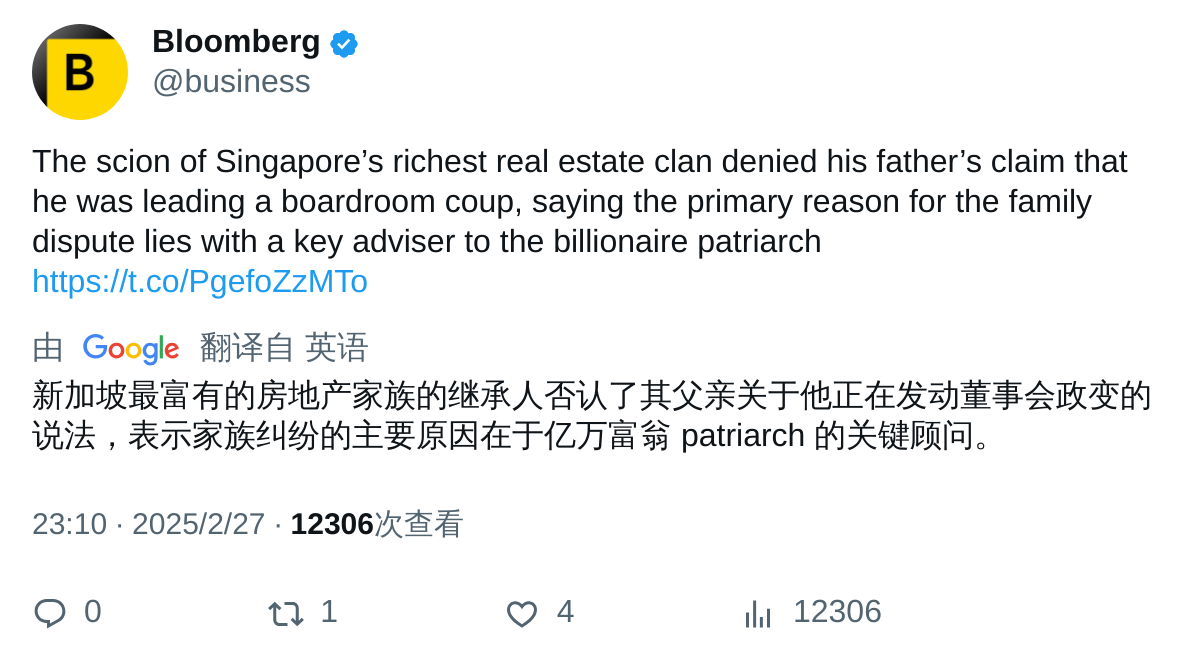 B
Bloomberg
@business
The scion of Singapore’s richest real estate clan denied his father’s claim that
he was leading a boardroom coup, saying the primary reason for the family
dispute lies with a key adviser to the billionaire patriarch
https://t.co/PgefoZzMTo
由 Google 翻译自 英语
新加坡最富有的房地产家族的继承人否认了其父亲关于他正在发动董事会政变的
说法，表示家族纠纷的主要原因在于亿万富翁 patriarch 的关键顾问。
23:10 · 2025/2/27 · 12306次查看
0 1 4 12306